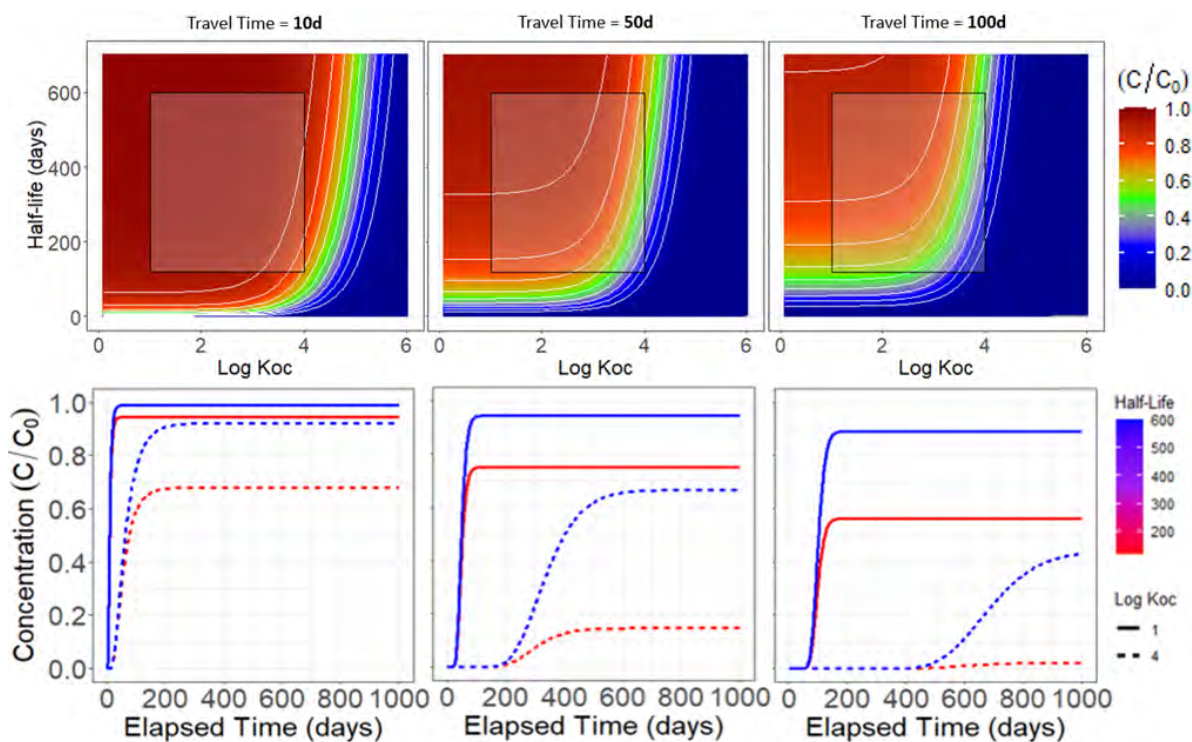 Travel Time = 10d
Travel Time = 50d
Travel Time = 100d
Half-life (days)
600
400
200
0
0 2 4 6
0 2 4 6
0 2 4 6
Log Koc
Log Koc
Log Koc
(C/C0)
1.0
0.8
0.6
0.4
0.2
0.0
Concentration (C/C0)
1.0
0.8
0.6
0.4
0.2
0.0
0 200 400 600 800 1000
0 200 400 600 800 1000
0 200 400 600 800 1000
Elapsed Time (days)
Elapsed Time (days)
Elapsed Time (days)
Half-Life
600
500
400
300
200
Log Koc
1
4